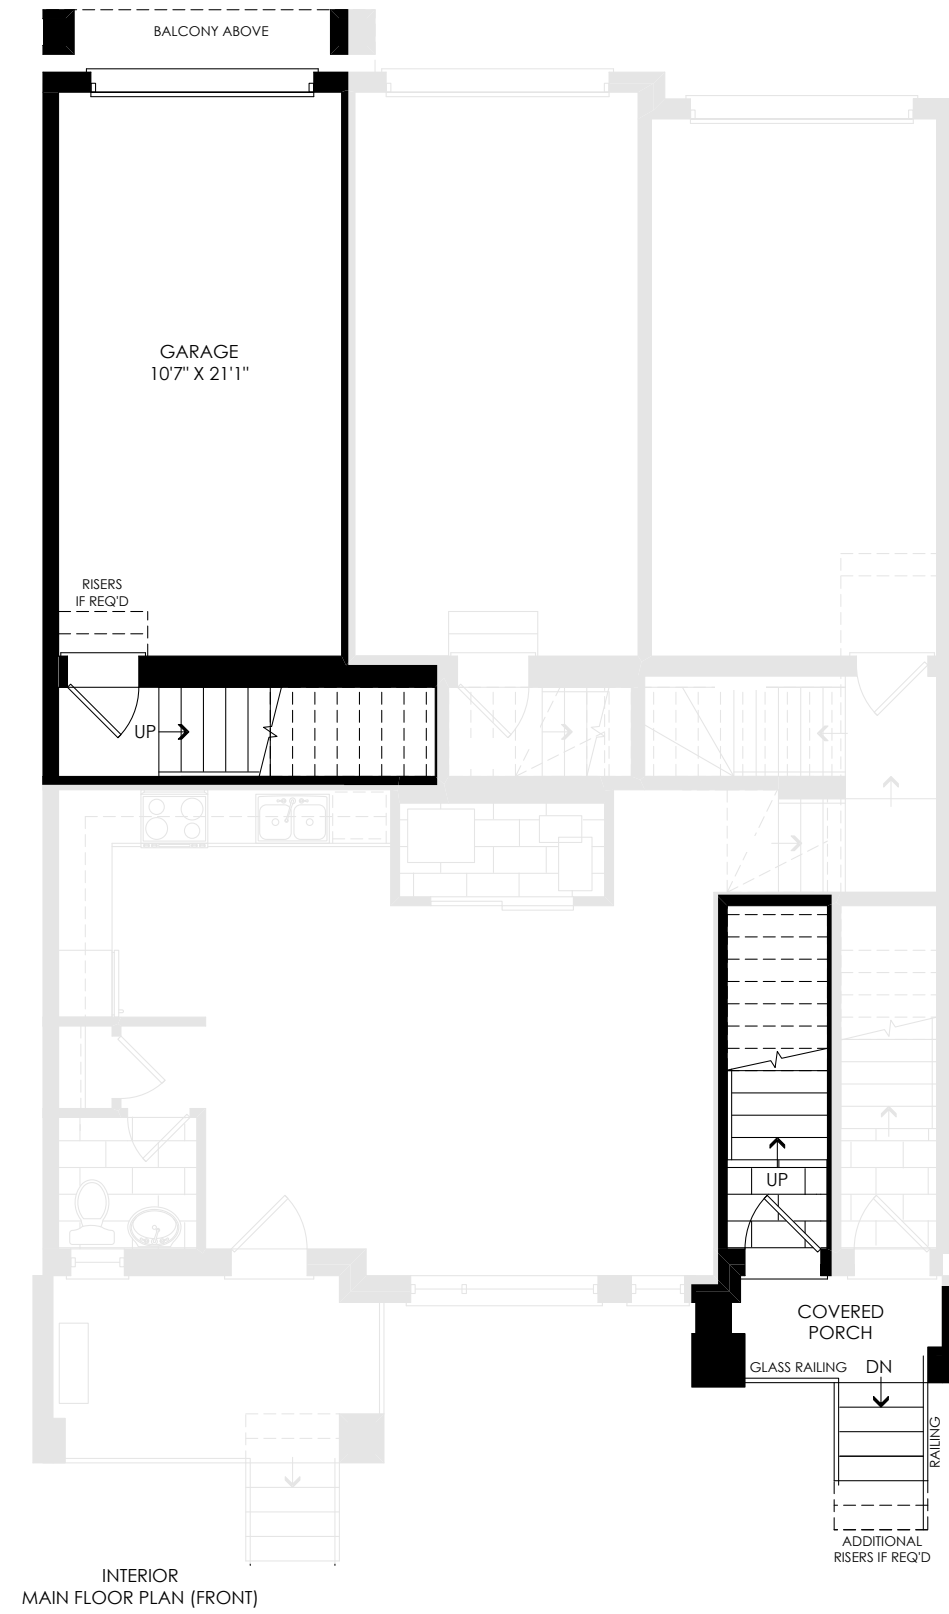 BALCONY ABOVE
GARAGE
10'7" X 21'1"
RISERS
IF REQ'D
UP
UP
COVERED
PORCH
GLASS RAILING
DN
RAILING
ADDITIONAL
RISERS IF REQ'D
INTERIOR
MAIN FLOOR PLAN (FRONT)